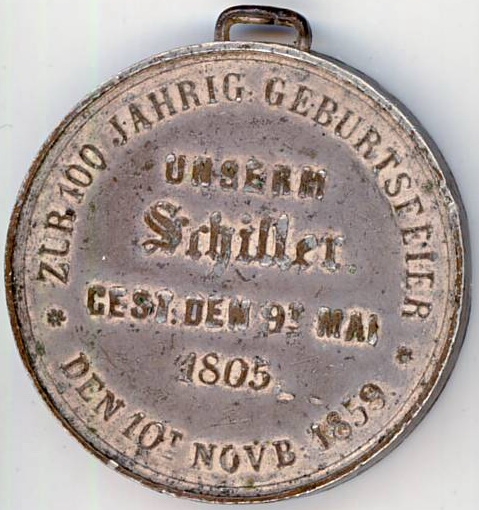 ZUR 100 JÄHRIG. GEBURTSFEIER
UNSERM
Schiller.
GEST. DEN 9T MAI
1805.
* DEN 10T NOVB. 1859. *